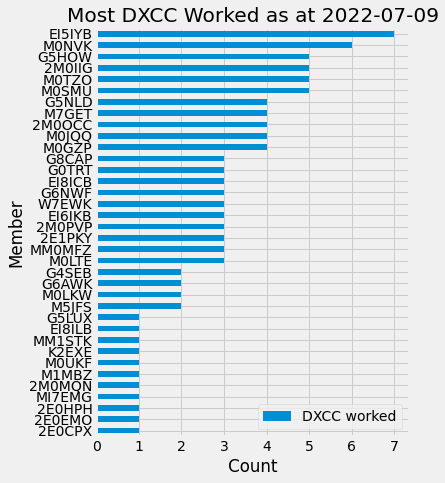 Most DXCC Worked as at 2022-07-09
EI5IYB
M0NVK
G5HOW
2M0IIG
M0TZO
M0SMU
G5NLD
M7GET
2M0OCC
M0JQQ
M0GZP
G8CAP
G0TRT
EI8ICB
G6NWF
W7EWK
EI6IKB
2M0PVP
2E1PKY
MM0MFZ
M0LTE
G4SEB
G6AWK
M0LKW
M5JFS
G5LUX
EI8ILB
MM1STK
K2EXE
M0UKF
M1MBZ
2M0MON
MI7EMG
2E0HPH
2E0EMO
2E0CPX
Member
0 1 2 3 4 5 6 7
Count
DXCC worked